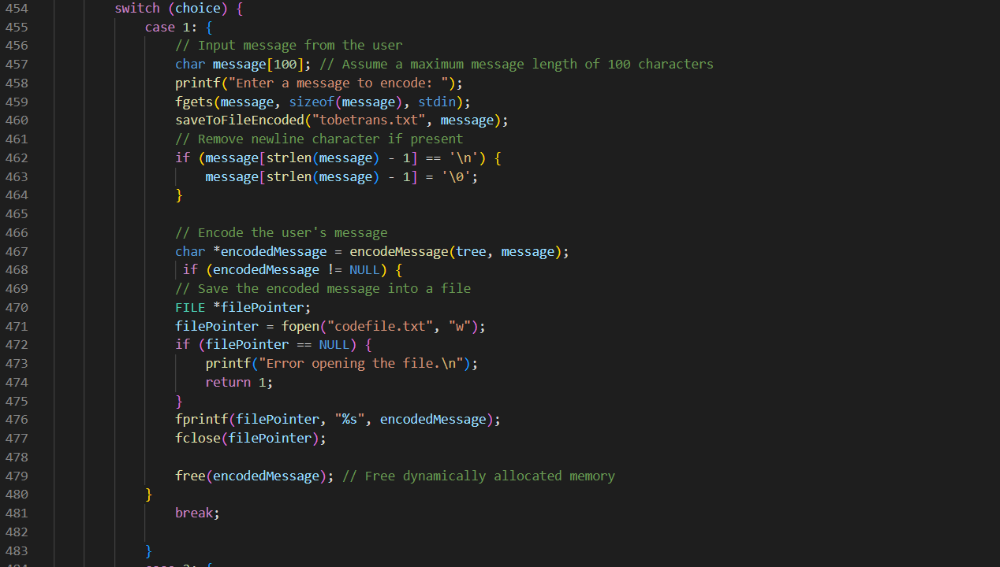 454 switch (choice) {
455 case 1: {
456 // Input message from the user
457 char message[100]; // Assume a maximum message length of 100 characters
458 printf("Enter a message to encode: ");
459 fgets(message, sizeof(message), stdin);
460 saveToFileEncoded("tobetrans.txt", message);
461 // Remove newline character if present
462 if (message[strlen(message) - 1] == '\n') {
463 message[strlen(message) - 1] = '\0';
464 }
465
466 // Encode the user's message
467 char *encodedMessage = encodeMessage(tree, message);
468 if (encodedMessage != NULL) {
469 // Save the encoded message into a file
470 FILE *filePointer;
471 filePointer = fopen("codefile.txt", "w");
472 if (filePointer == NULL) {
473 printf("Error opening the file.\n");
474 return 1;
475 }
476 fprintf(filePointer, "%s", encodedMessage);
477 fclose(filePointer);
478
479 free(encodedMessage); // Free dynamically allocated memory
480 }
481 break;
482
483 }